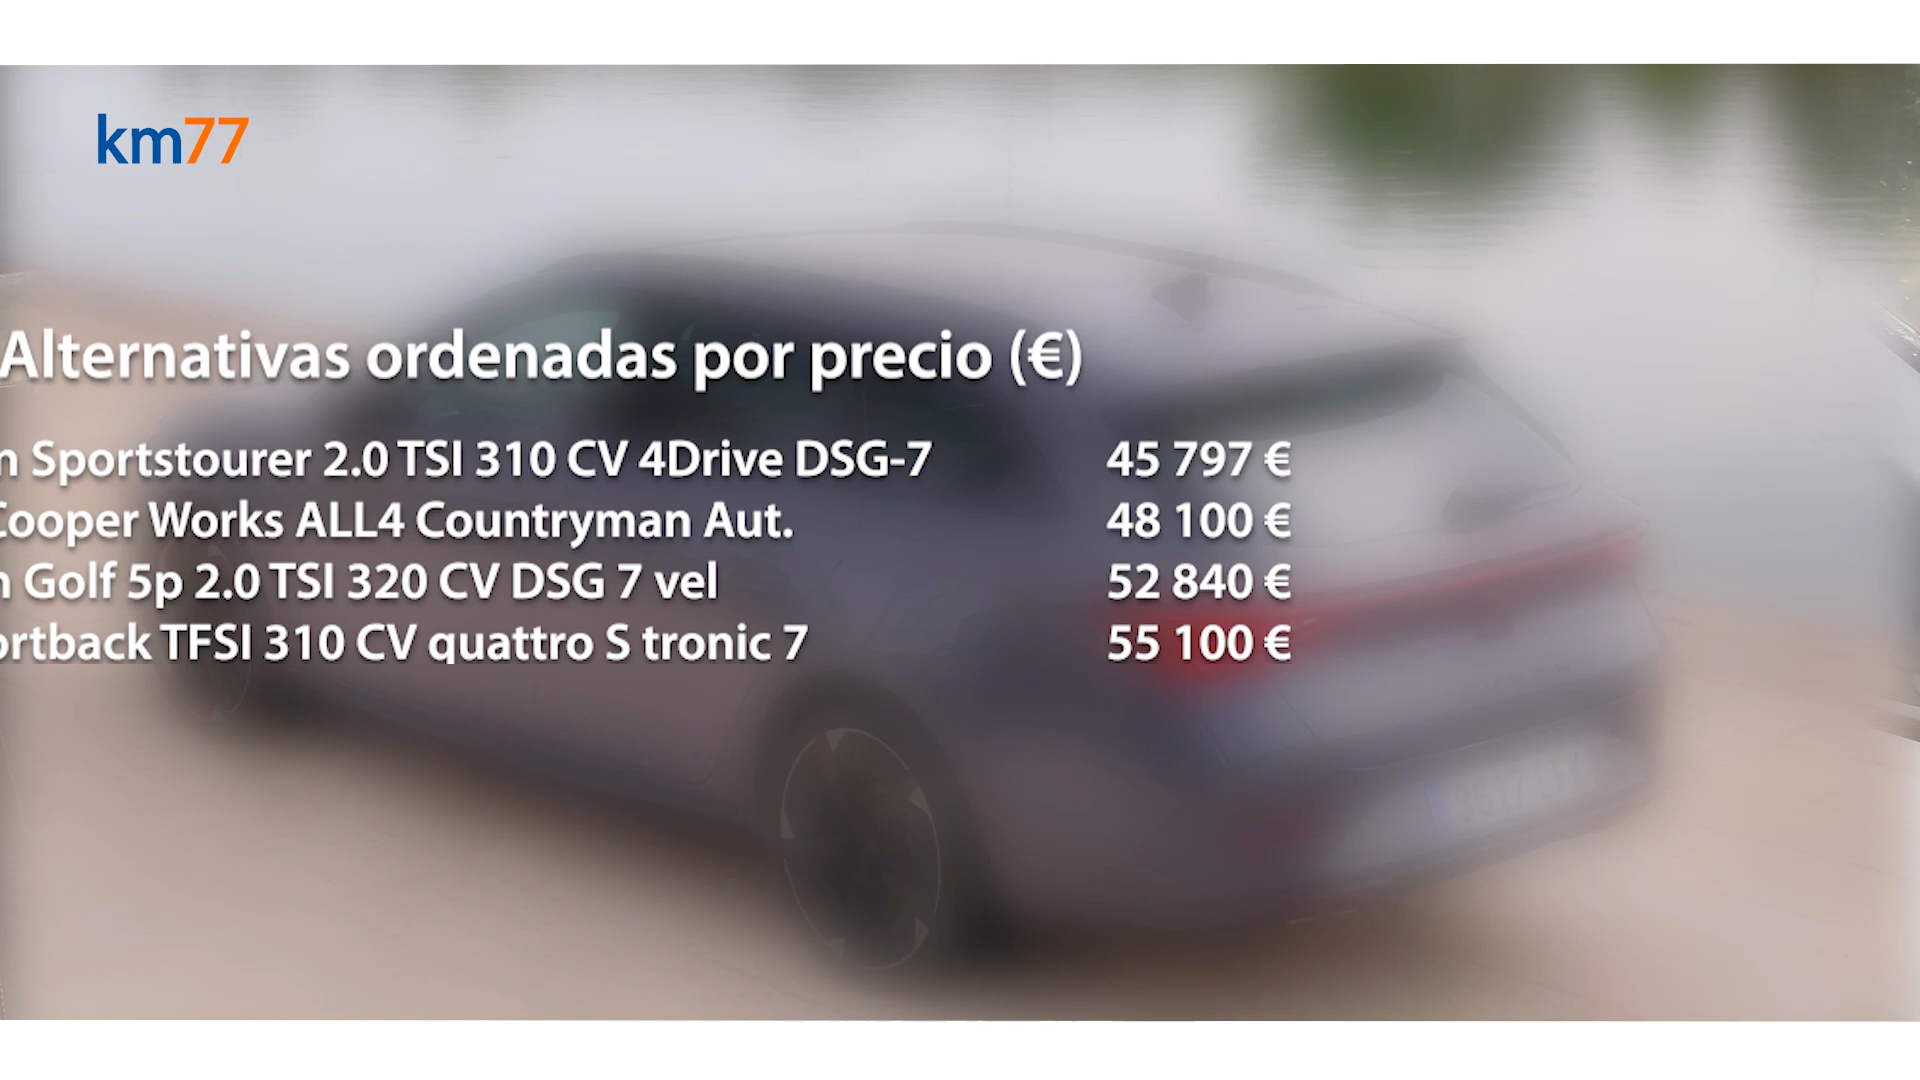 km77
Alternativas ordenadas por precio (€)
n Sportstourer 2.0 TSI 310 CV 4Drive DSG-7 45 797 €
Cooper Works ALL4 Countryman Aut. 48 100 €
n Golf 5p 2.0 TSI 320 CV DSG 7 vel 52 840 €
ortback TFSI 310 CV quattro S tronic 7 55 100 €